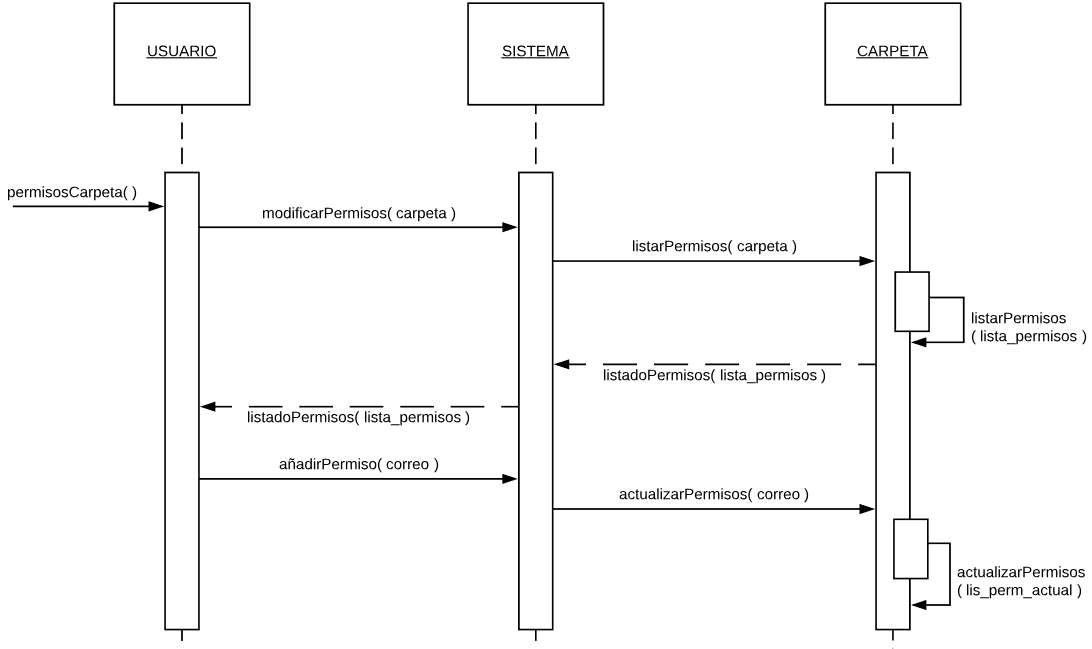 USUARIO
SISTEMA
CARPETA
permisosCarpeta( )
modificarPermisos( carpeta )
listarPermisos( carpeta )
listarPermisos
( lista_permisos )
listadoPermisos( lista_permisos )
listadoPermisos( lista_permisos )
añadirPermiso( correo )
actualizarPermisos( correo )
actualizarPermisos
( lis_perm_actual )